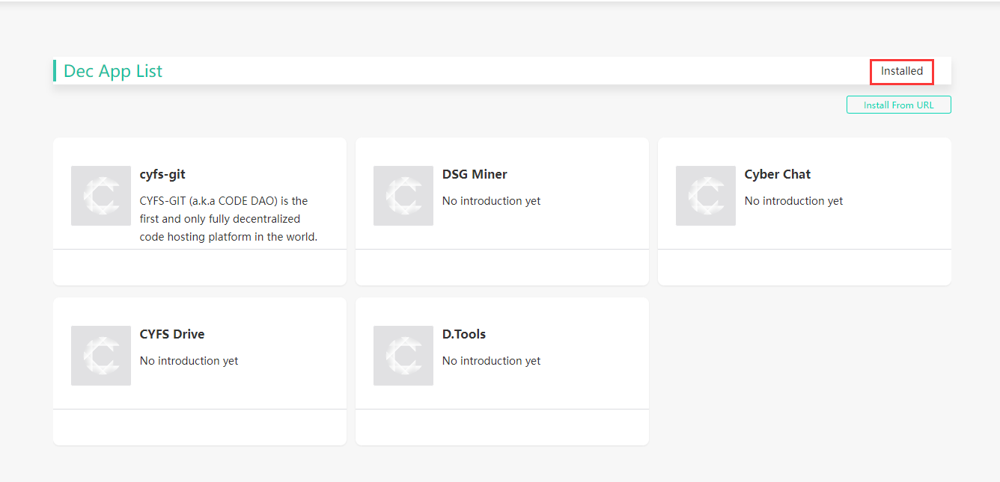 Dec App List
Installed
Install From URL
cyfs-git
CYFS-GIT (a.k.a CODE DAO) is the
first and only fully decentralized
code hosting platform in the world.
DSG Miner
No introduction yet
Cyber Chat
No introduction yet
CYFS Drive
No introduction yet
D.Tools
No introduction yet